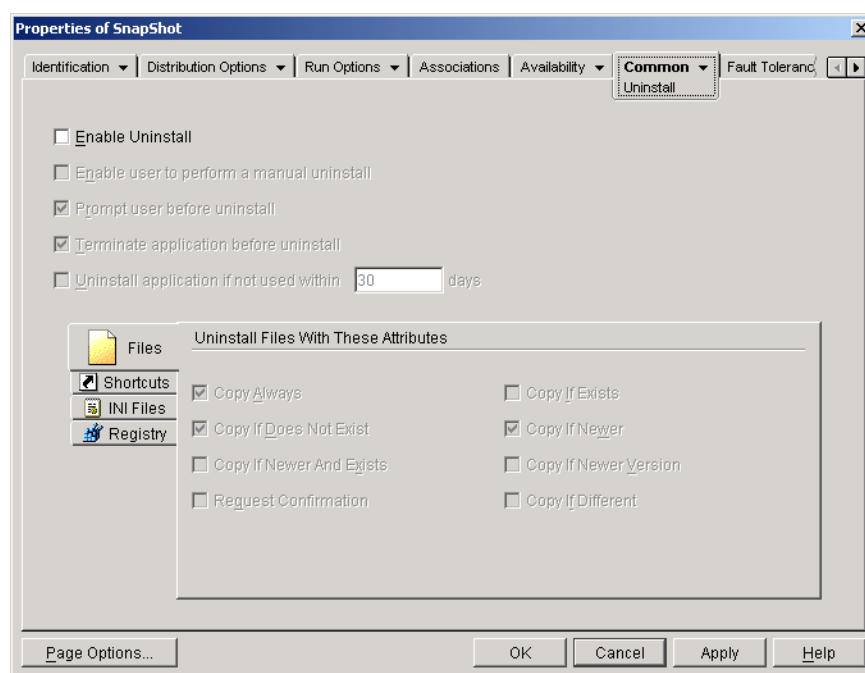 Properties of SnapShot
Identification Distribution Options Run Options Associations Availability Common Fault Toleranc
Uninstall
Enable Uninstall
Enable user to perform a manual uninstall
Prompt user before uninstall
Terminate application before uninstall
Uninstall application if not used within 30 days
Files
Shortcuts
INI Files
Registry
Uninstall Files With These Attributes
Copy Always Copy If Exists
Copy If Does Not Exist Copy If Newer
Copy If Newer And Exists Copy If Newer Version
Request Confirmation Copy If Different
Page Options... OK Cancel Apply Help